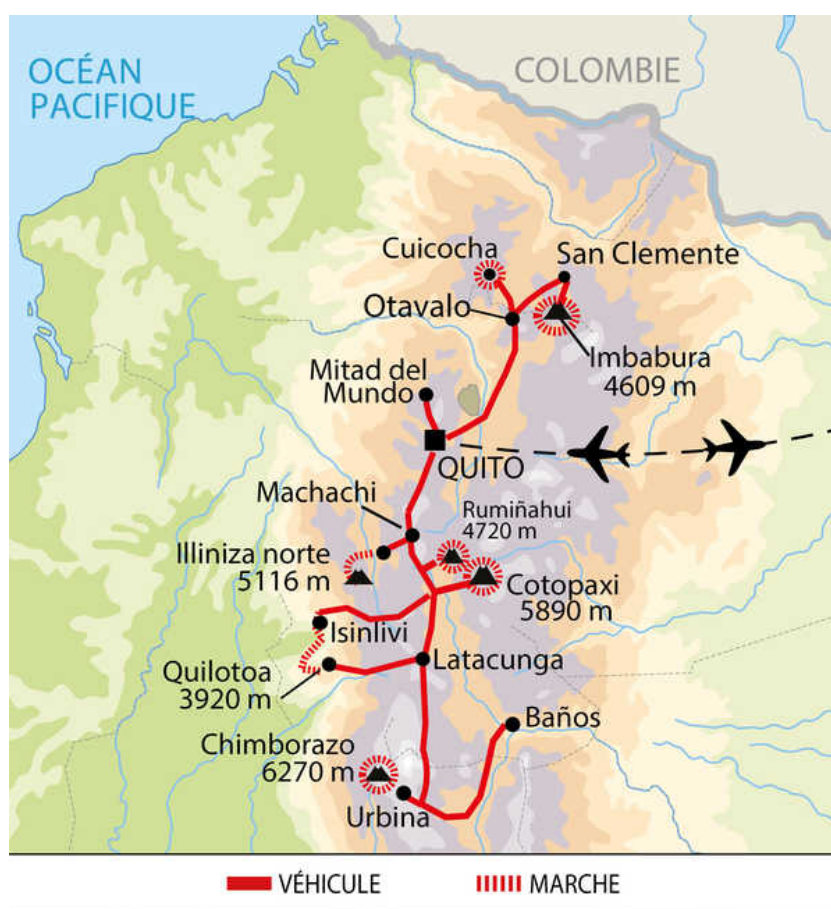 OCÉAN
PACIFIQUE
COLOMBIE
Cuicocha
San Clemente
Otavalo
Imbabura
4609 m
Mitad del
Mundo
QUITO
Machachi
Rumiñahui
4720 m
Illiniza norte
5116 m
Cotopaxi
5890 m
Isinlivi
Quilotoa
3920 m
Latacunga
Baños
Chimborazo
6270 m
Urbina
VÉHICULE
MARCHE